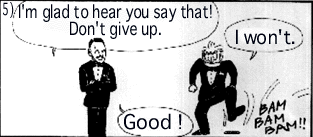 5) I'm glad to hear you say that!
Don't give up.
I won't.
Good !
BAM
BAM
BAM!!